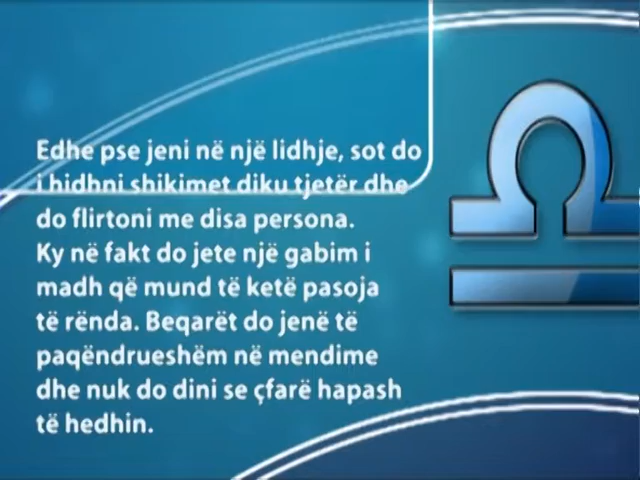 Edhe pse jeni në një lidhje, sot do
i hidhni shikimet diku tjetër dhe
do flirtoni me disa persona.
Ky në fakt do jete një gabim i
madh që mund të ketë pasoja
të rënda. Beqarët do jenë të
paqëndrueshëm në mendime
dhe nuk do dini se çfarë hapash
të hedhin.